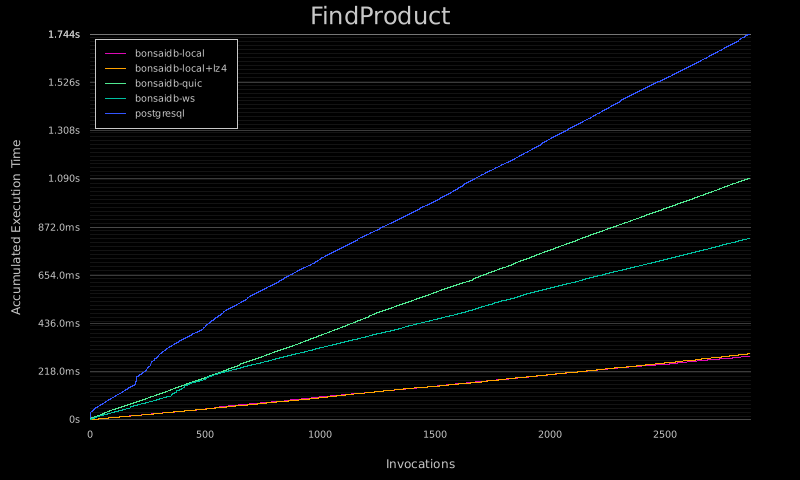 FindProduct
1.744s
bonsaidb-local
bonsaidb-local+lz4
bonsaidb-quic
bonsaidb-ws
postgresql
1.526s
1.308s
1.090s
872.0ms
654.0ms
436.0ms
218.0ms
0s
Accumulated Execution Time
0 500 1000 1500 2000 2500
Invocations